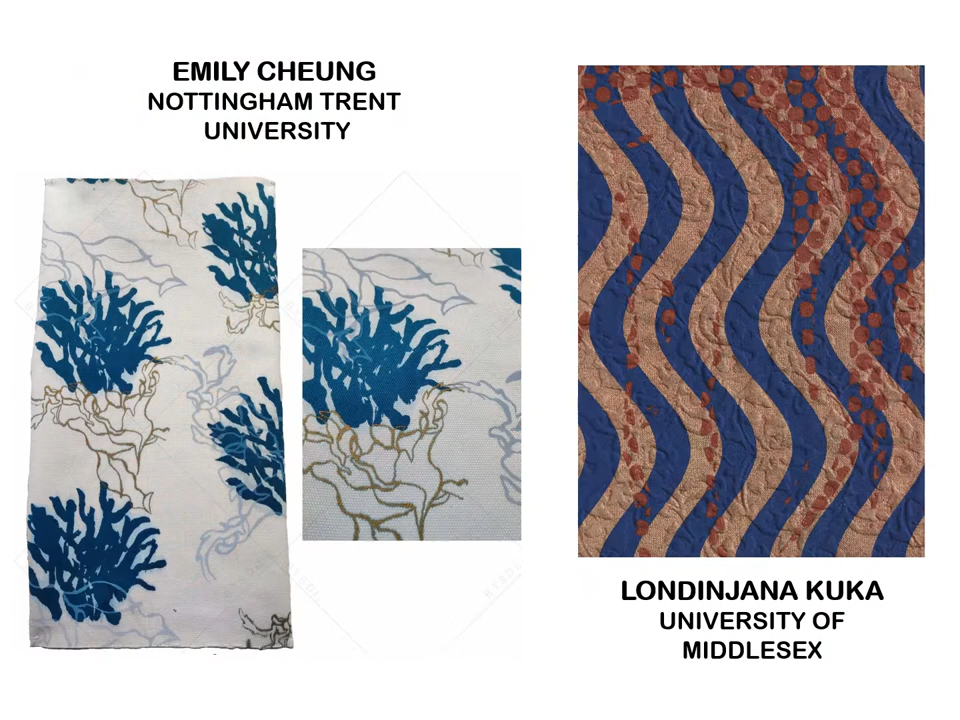 EMILY CHEUNG
NOTTINGHAM TRENT
UNIVERSITY
LONDINJANA KUKA
UNIVERSITY OF
MIDDLESEX